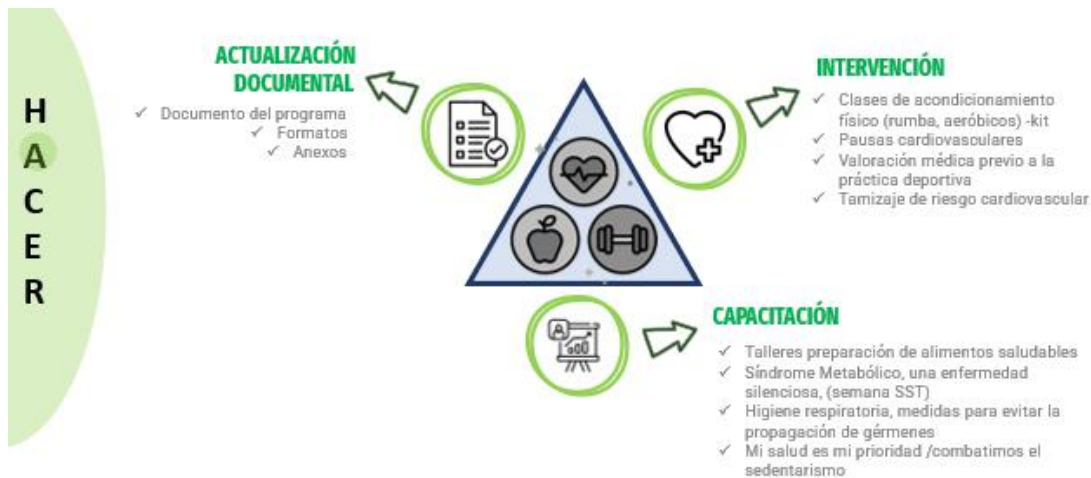 HACER
ACTUALIZACIÓN
DOCUMENTAL
✓ Documento del programa
✓ Formatos
✓ Anexos
INTERVENCIÓN
✓ Clases de acondicionamiento
físico (rumba, aeróbicos) -kit
✓ Pausas cardiovasculares
✓ Valoración médica previo a la
práctica deportiva
✓ Tamizaje de riesgo cardiovascular
CAPACITACIÓN
✓ Talleres preparación de alimentos saludables
✓ Síndrome Metabólico, una enfermedad
silenciosa, (semana SST)
✓ Higiene respiratoria, medidas para evitar la
propagación de gérmenes
✓ Mi salud es mi prioridad /combatimos el
sedentarismo